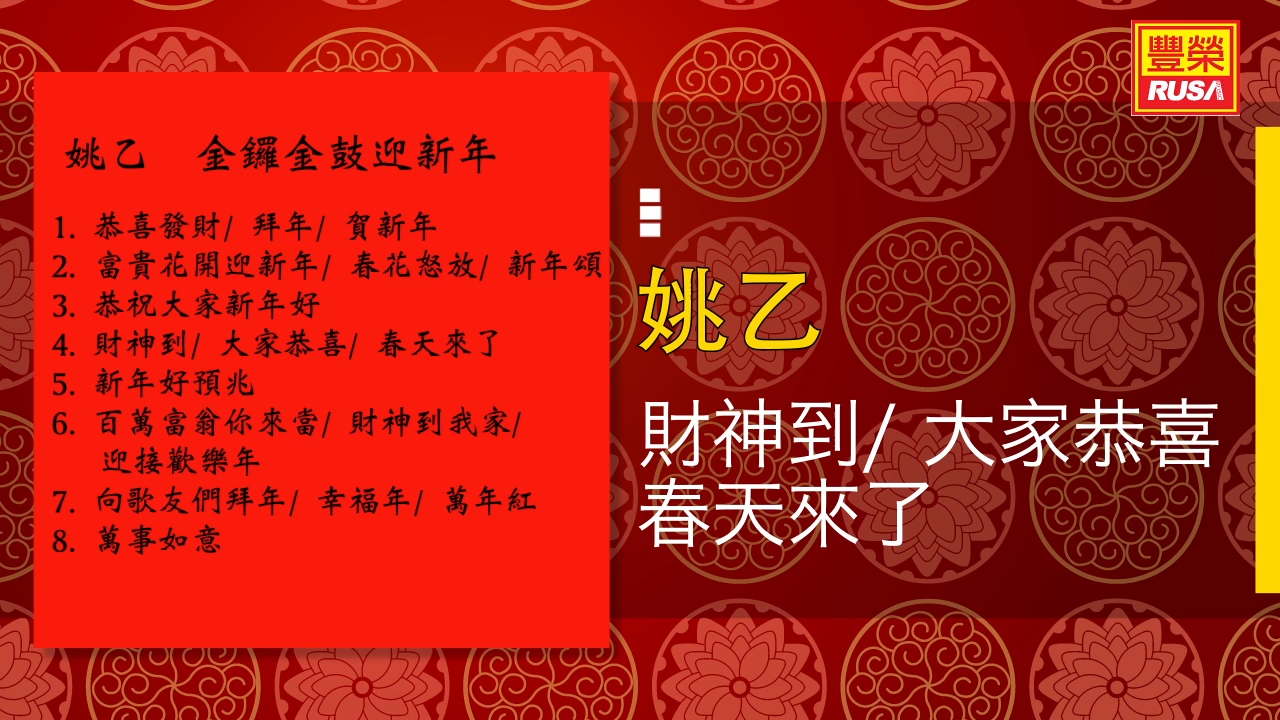 豐榮
RUSA
姚乙 金鑼金鼓迎新年
1. 恭喜發財/ 拜年/ 賀新年
2. 富貴花開迎新年/ 春花怒放/ 新年頌
3. 恭祝大家新年好
4. 財神到/ 大家恭喜/ 春天來了
5. 新年好預兆
6. 百萬富翁你來當/ 財神到我家/
迎接歡樂年
7. 向歌友們拜年/ 幸福年/ 萬年紅
8. 萬事如意
姚乙
財神到/ 大家恭喜
春天來了